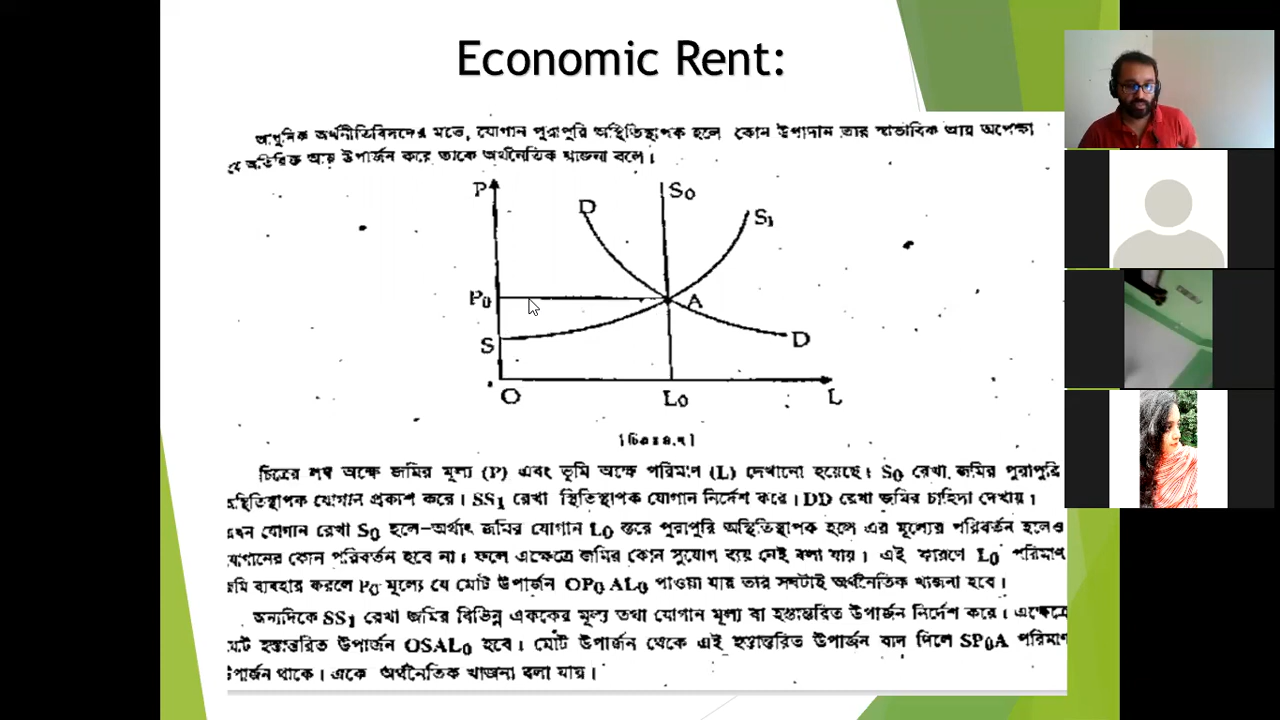 Economic Rent:
আধুনিক অর্থনীতিবিদদের মতে, যোগান পুরাপুরি অস্থিতিস্থাপক হলে কোন উপাদান তার স্বাভাবিক আয় অপেক্ষা
যে অতিরিক্ত আয় উপার্জন করে তাকে অর্থনৈতিক খাজনা বলে।
P
D
S₀
S₁
P₀
A
S
D
O
L₀
L
চিত্রের লম্ব অক্ষে জমির মূল্য (P) এবং ভূমি অক্ষে পরিমাণ (L) দেখানো হয়েছে। S₀ রেখা জমির পুরাপুরি
অস্থিতিস্থাপক যোগান প্রকাশ করে। SS₁ রেখা স্থিতিস্থাপক যোগান নির্দেশ করে। DD রেখা জমির চাহিদা দেখায়।
এখন যোগান রেখা S₀ হলে–অর্থাৎ জমির যোগান L₀ স্তরে পুরাপুরি অস্থিতিস্থাপক হলে এর মূল্যের পরিবর্তন হলেও
যোগানের কোন পরিবর্তন হবে না। ফলে এক্ষেত্রে জমির কোন সুযোগ ব্যয় নেই বলা যায়। এই কারণে L₀ পরিমাণ
জমি ব্যবহার করলে P₀ মূল্যে যে মোট উপার্জন OP₀ AL₀ পাওয়া যায় তার সবটাই অর্থনৈতিক খাজনা হবে।
অন্যদিকে SS₁ রেখা জমির বিভিন্ন এককের মূল্য তথা যোগান মূল্য বা হস্তান্তরিত উপার্জন নির্দেশ করে। এক্ষেত্রে
মোট হস্তান্তরিত উপার্জন OSAL₀ হবে। মোট উপার্জন থেকে এই হস্তান্তরিত উপার্জন বাদ দিলে SP₀A পরিমাণ
উপার্জন থাকে। একে অর্থনৈতিক খাজনা বলা যায়।